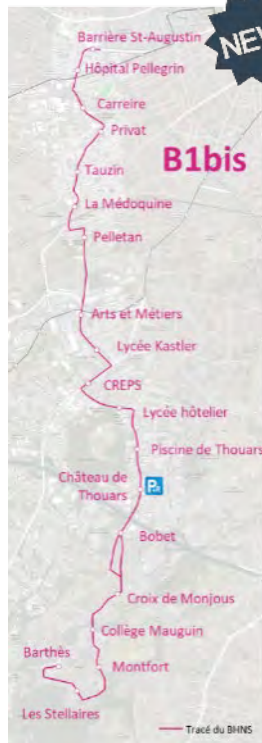 NEW
Barrière St-Augustin
Hôpital Pellegrin
Carreire
Privat
B1bis
Tauzin
La Médoquine
Pelletan
Arts et Métiers
Lycée Kastler
CREPS
Lycée hôtelier
Piscine de Thouars
Château de
Thouars
Bobet
Croix de Monjous
Collège Mauguin
Barthès
Montfort
Les Stellaires
Tracé du BHNS